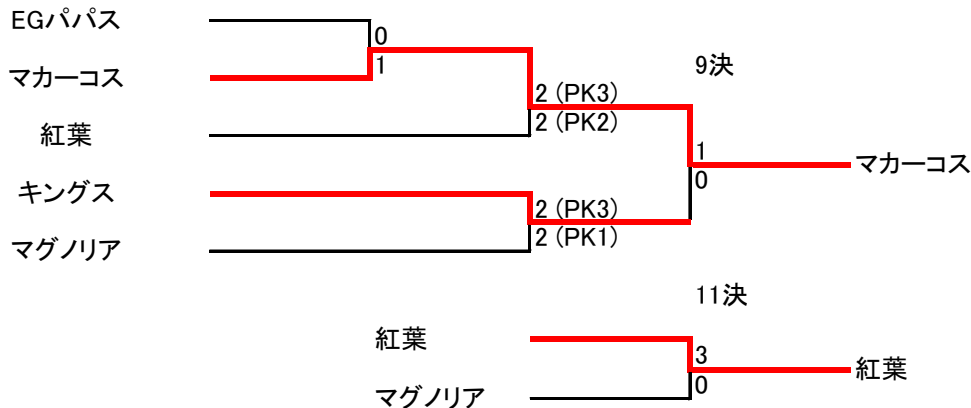 EGパパス
0
マカーコス
1
9決
2 (PK3)
2 (PK2)
紅葉
1
マカーコス
0
キングス
2 (PK3)
2 (PK1)
マグノリア
11決
紅葉
3
紅葉
0
マグノリア